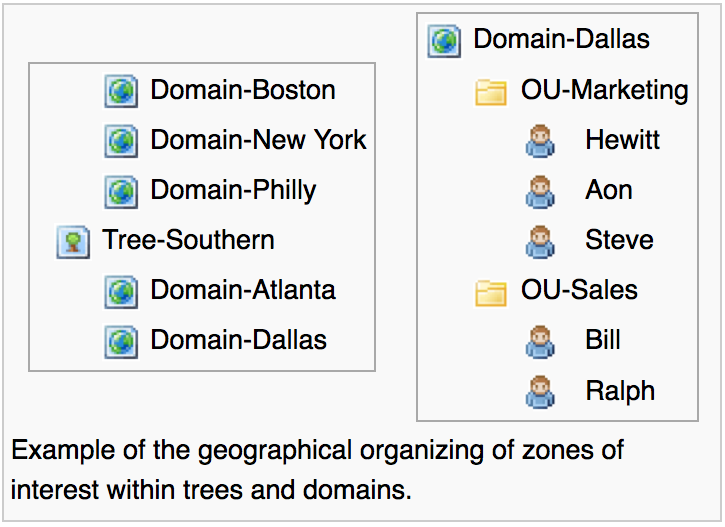 Domain-Boston
Domain-New York
Domain-Philly
Tree-Southern
Domain-Atlanta
Domain-Dallas
Domain-Dallas
OU-Marketing
Hewitt
Aon
Steve
OU-Sales
Bill
Ralph
Example of the geographical organizing of zones of
interest within trees and domains.